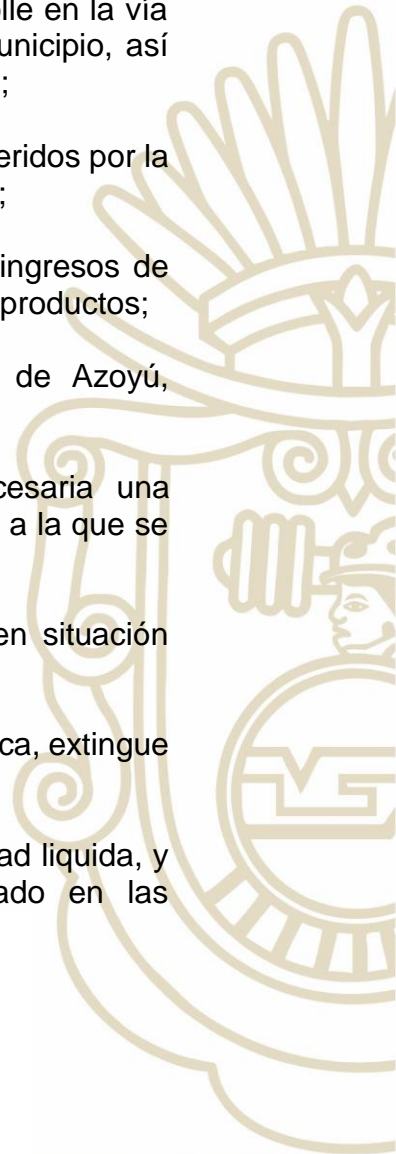 olle en la vía
unicipio, así
;
eridos por la
;
ingresos de
productos;
de Azoyú,
cesaria una
a la que se
en situación
ca, extingue
ad liquida, y
ado en las